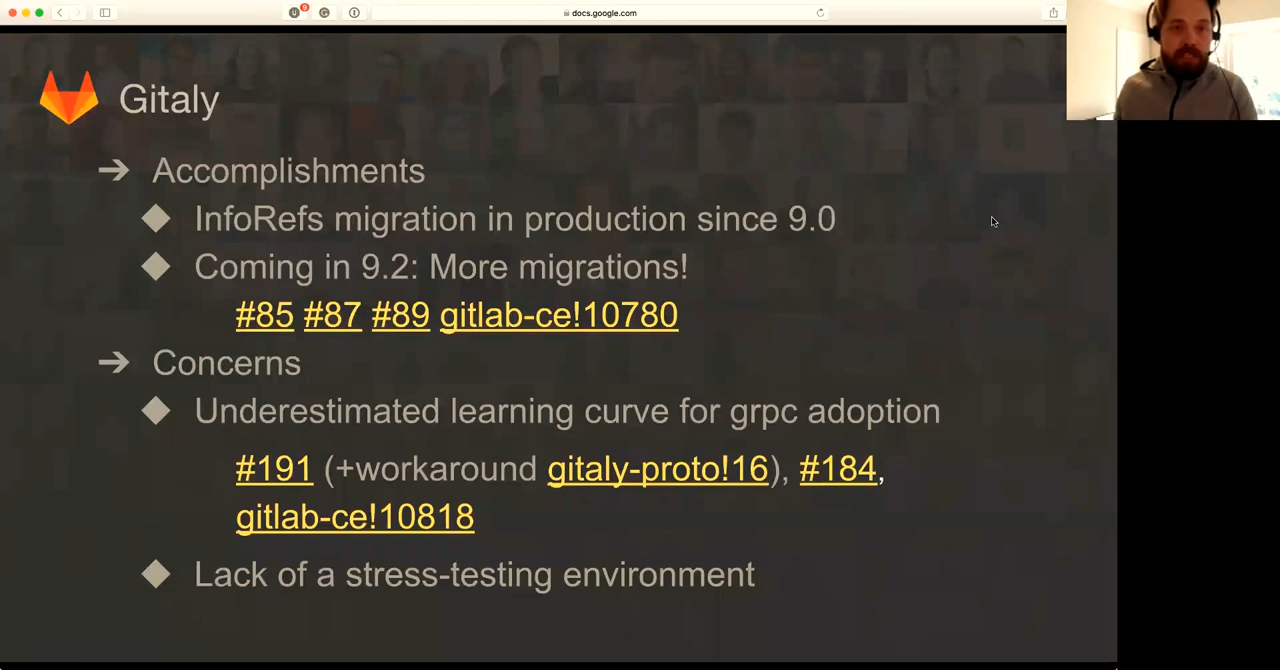 9
docs.google.com
Gitaly
➔ Accomplishments
◆ InfoRefs migration in production since 9.0
◆ Coming in 9.2: More migrations!
#85 #87 #89 gitlab-ce!10780
➔ Concerns
◆ Underestimated learning curve for grpc adoption
#191 (+workaround gitaly-proto!16), #184,
gitlab-ce!10818
◆ Lack of a stress-testing environment